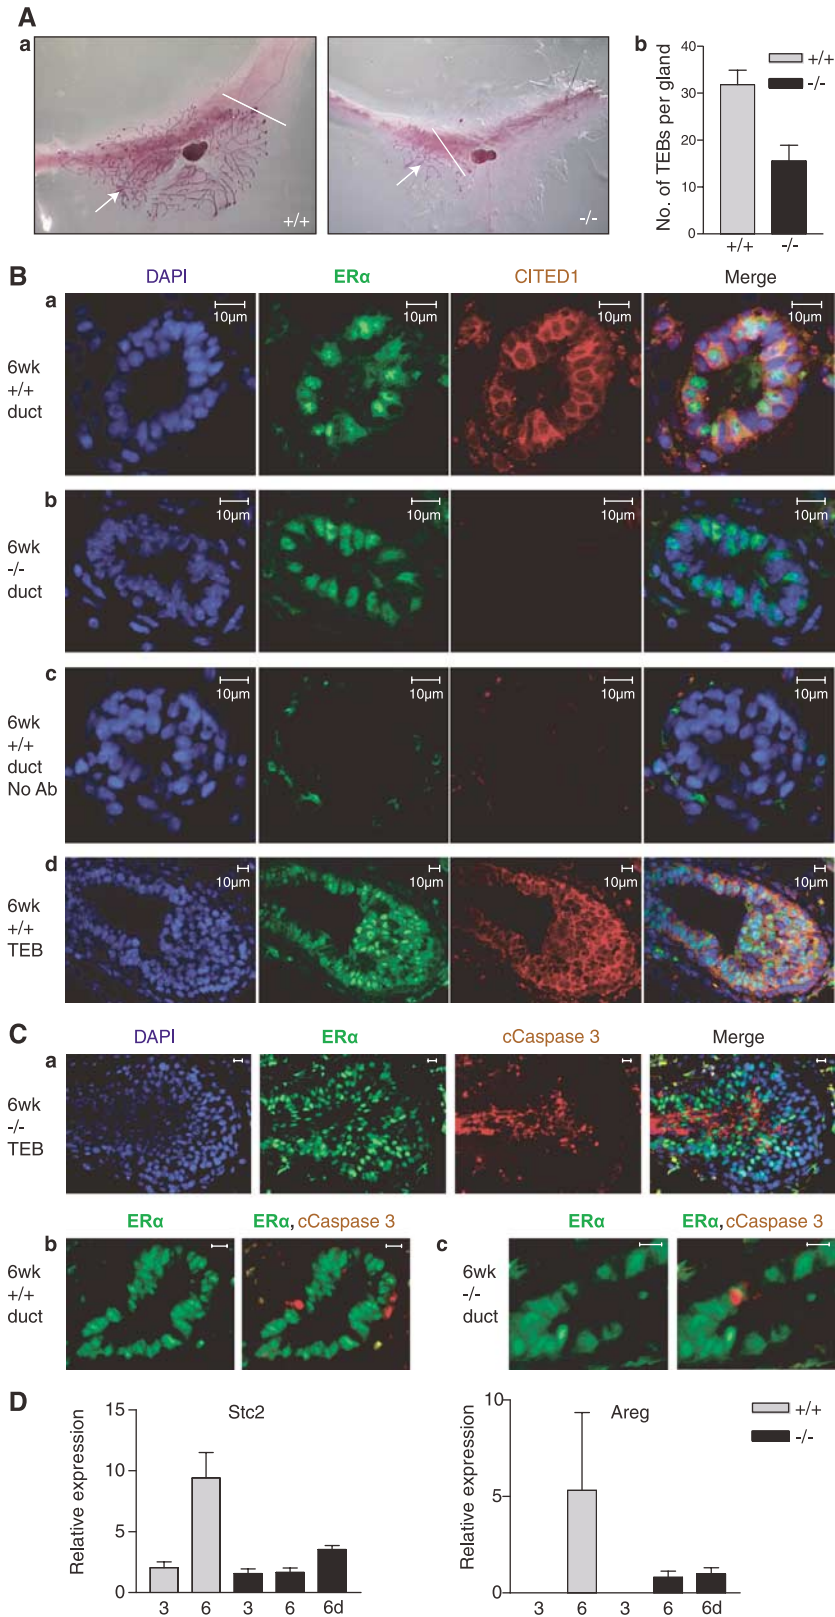 A
a
+/+
-/-
b
No. of TEBs per gland
40
30
20
10
0
+/+
-/-
+/+
-/-
B
DAPI ERα CITED1 Merge
a
6wk
+/+
duct
10μm 10μm 10μm 10μm
b
6wk
-/-
duct
10μm 10μm 10μm 10μm
c
6wk
+/+
duct
No Ab
10μm 10μm 10μm 10μm
d
6wk
+/+
TEB
10μm 10μm 10μm 10μm
C
DAPI ERα cCaspase 3 Merge
a
6wk
-/-
TEB
ERα ERα, cCaspase 3
b
6wk
+/+
duct
ERα ERα, cCaspase 3
c
6wk
-/-
duct
D
Stc2
Relative expression
15
10
5
0
3 6 3 6 6d
Areg
Relative expression
10
5
0
3 6 3 6 6d
+/+
-/-